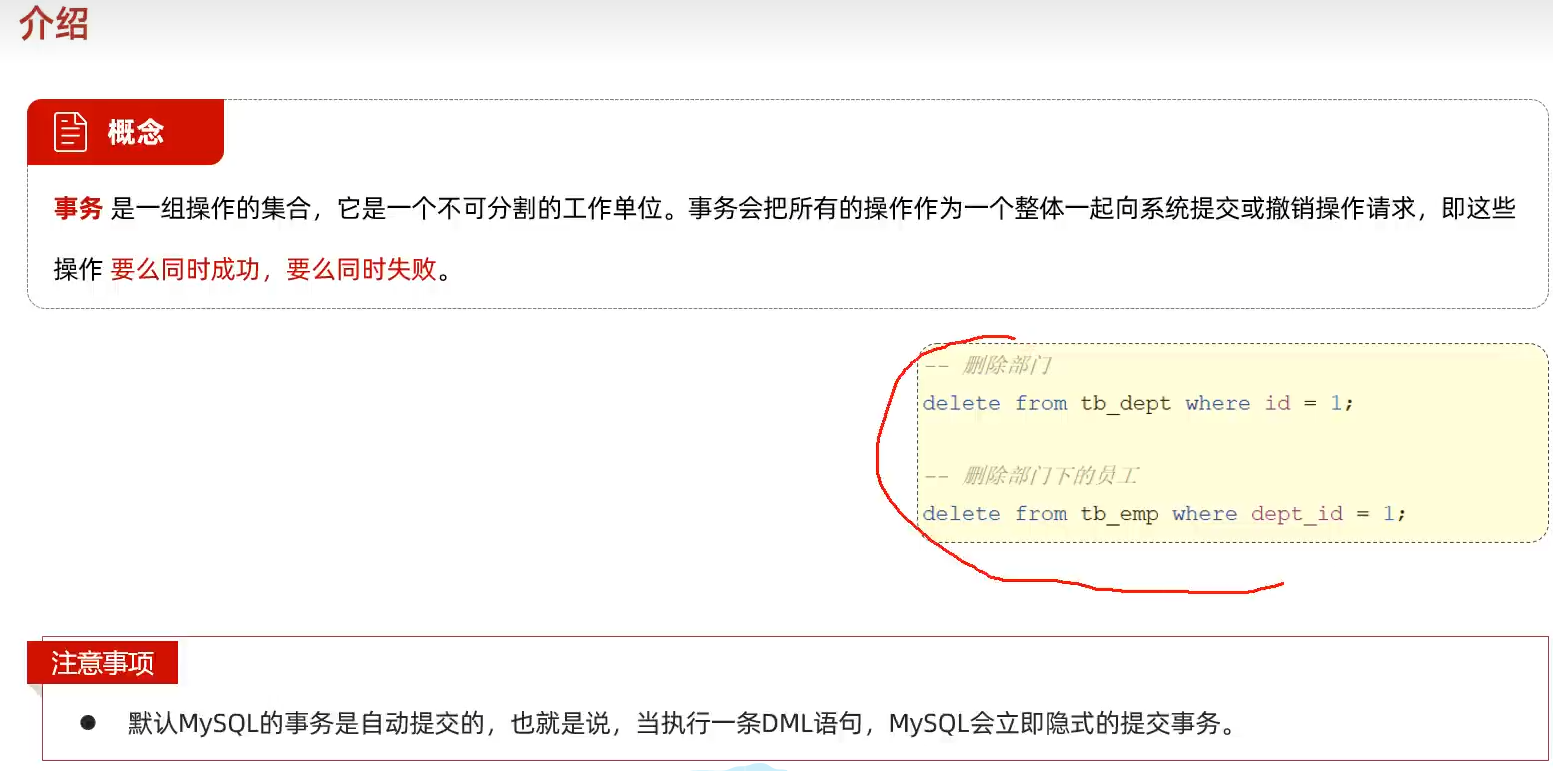 介绍
概念
事务 是一组操作的集合，它是一个不可分割的工作单位。事务会把所有的操作作为一个整体一起向系统提交或撤销操作请求，即这些
操作 要么同时成功，要么同时失败。
-- 删除部门
delete from tb_dept where id = 1;
-- 删除部门下的员工
delete from tb_emp where dept_id = 1;
注意事项
默认MySQL的事务是自动提交的，也就是说，当执行一条DML语句，MySQL会立即隐式的提交事务。